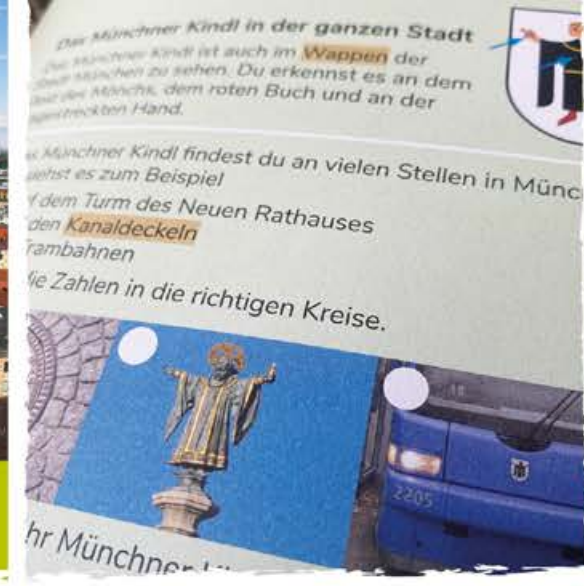 Das Münchner Kindl in der ganzen Stadt
Das Münchner Kindl ist auch im Wappen der
Stadt München zu sehen. Du erkennst es an dem
des Mönchs, dem roten Buch und an der
Hand.
Münchner Kindl findest du an vielen Stellen in Münc
es zum Beispiel
f dem Turm des Neuen Rathauses
den Kanaldeckeln
Trambahnen
die Zahlen in die richtigen Kreise.
2205
hr Münchner